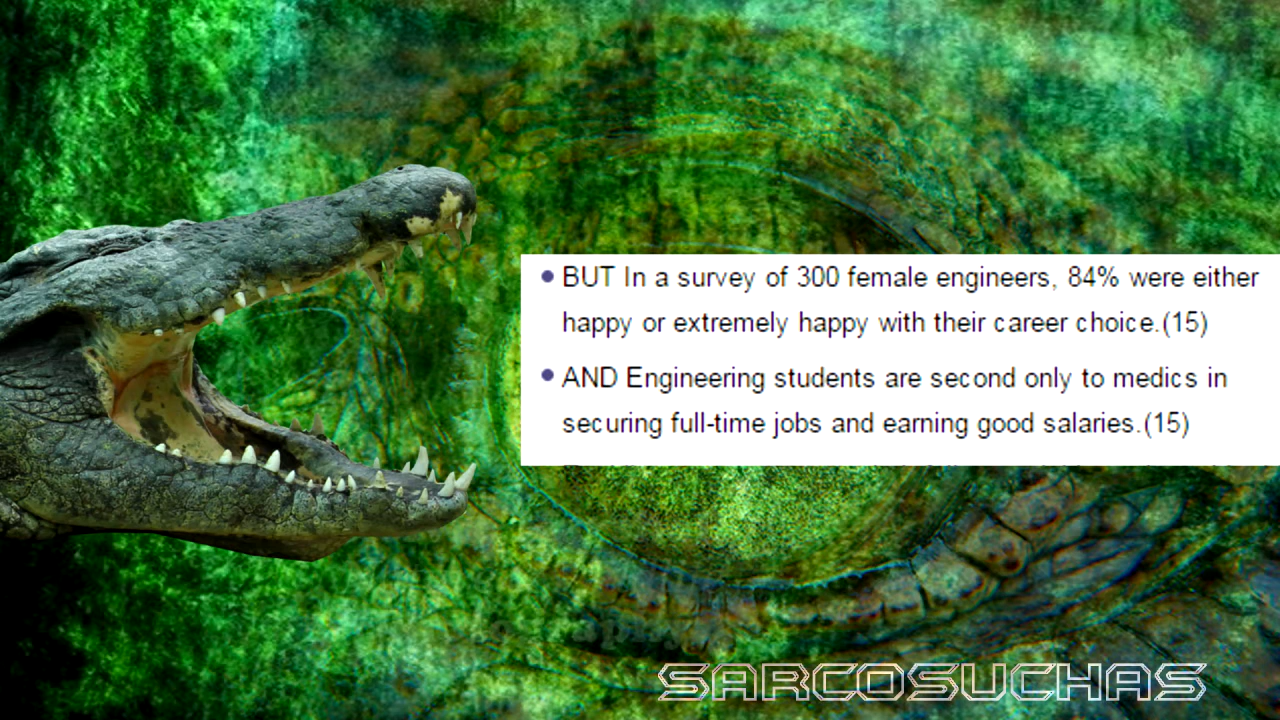 BUT In a survey of 300 female engineers, 84% were either
happy or extremely happy with their career choice.(15)
AND Engineering students are second only to medics in
securing full-time jobs and earning good salaries.(15)
SARCOSUCHAS